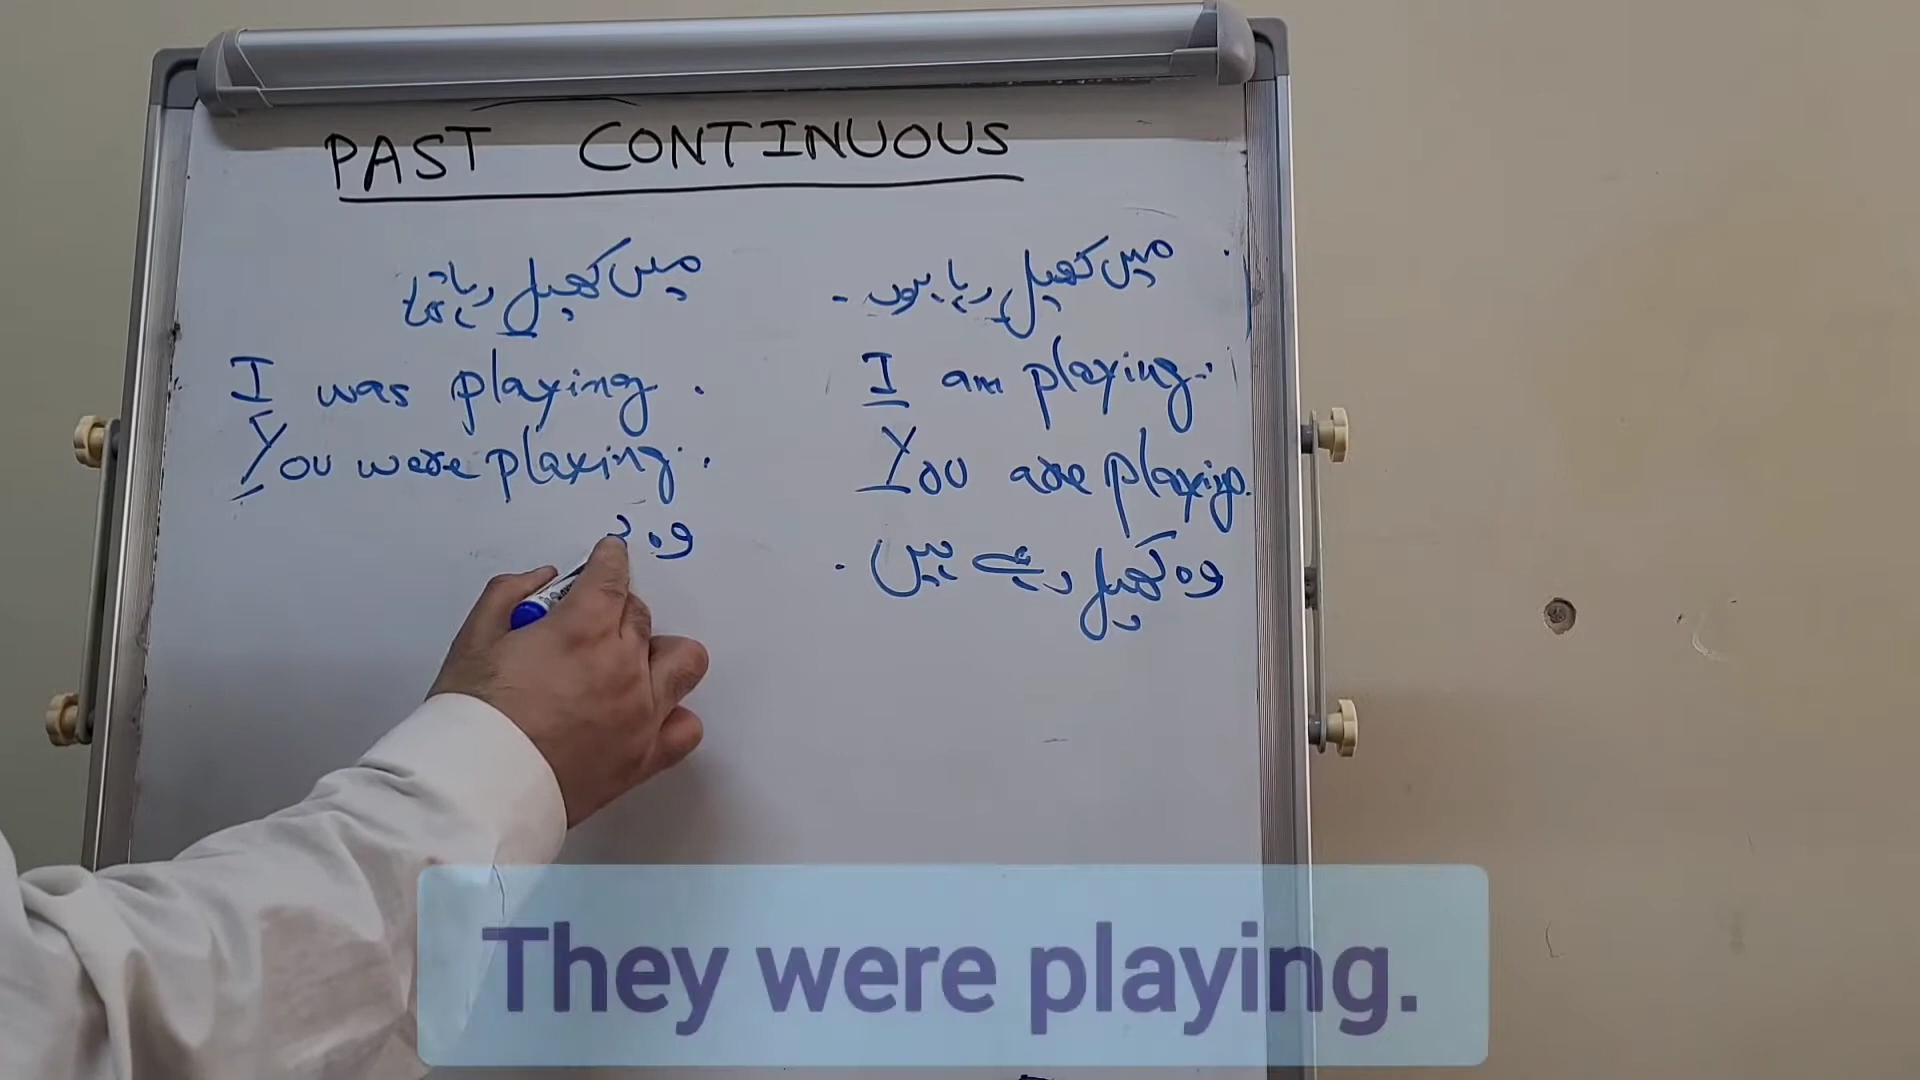 PAST CONTINUOUS
میں کھیل رہا تھا
I was playing.
You were playing.
وہ
میں کھیل رہا ہوں۔
I am playing.
You are playing.
وہ کھیل رہے ہیں۔
They were playing.